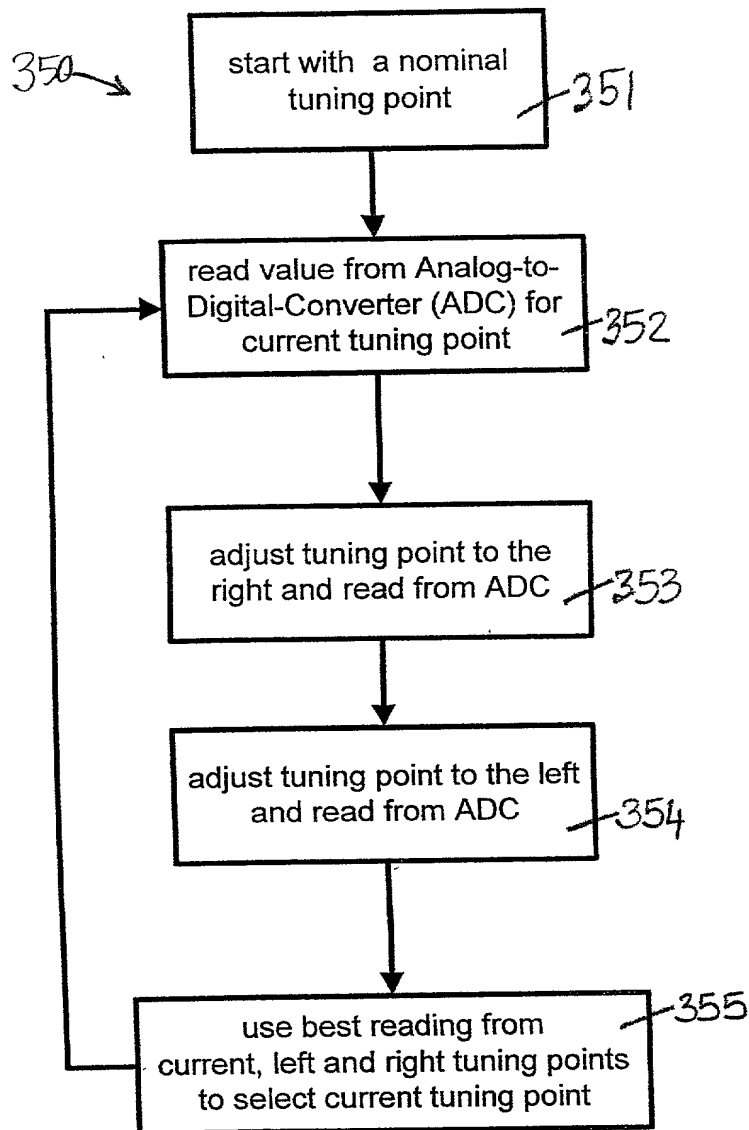 350
start with a nominal
tuning point
351
read value from Analog-to-
Digital-Converter (ADC) for
current tuning point
352
adjust tuning point to the
right and read from ADC
353
adjust tuning point to the left
and read from ADC
354
use best reading from
current, left and right tuning points
to select current tuning point
355